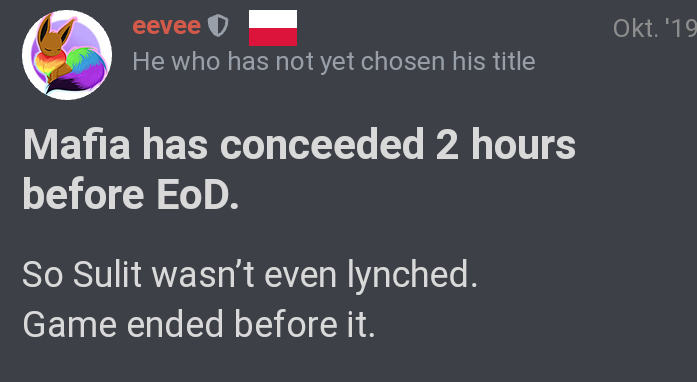 eevee
Okt. '19
He who has not yet chosen his title
Mafia has conceeded 2 hours
before EoD.
So Sulit wasn’t even lynched.
Game ended before it.